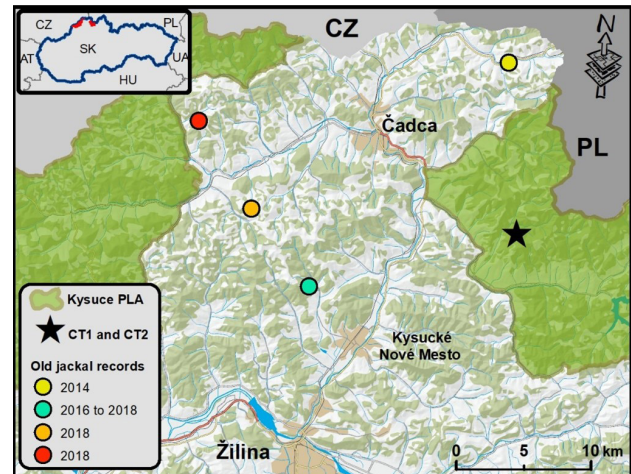 CZ
PL
SK
AT
UA
HU
CZ
N
Čadca
PL
Kysuce PLA
CT1 and CT2
Old jackal records
2014
2016 to 2018
2018
2018
Kysucké
Nové Mesto
Žilina
0 5 10 km